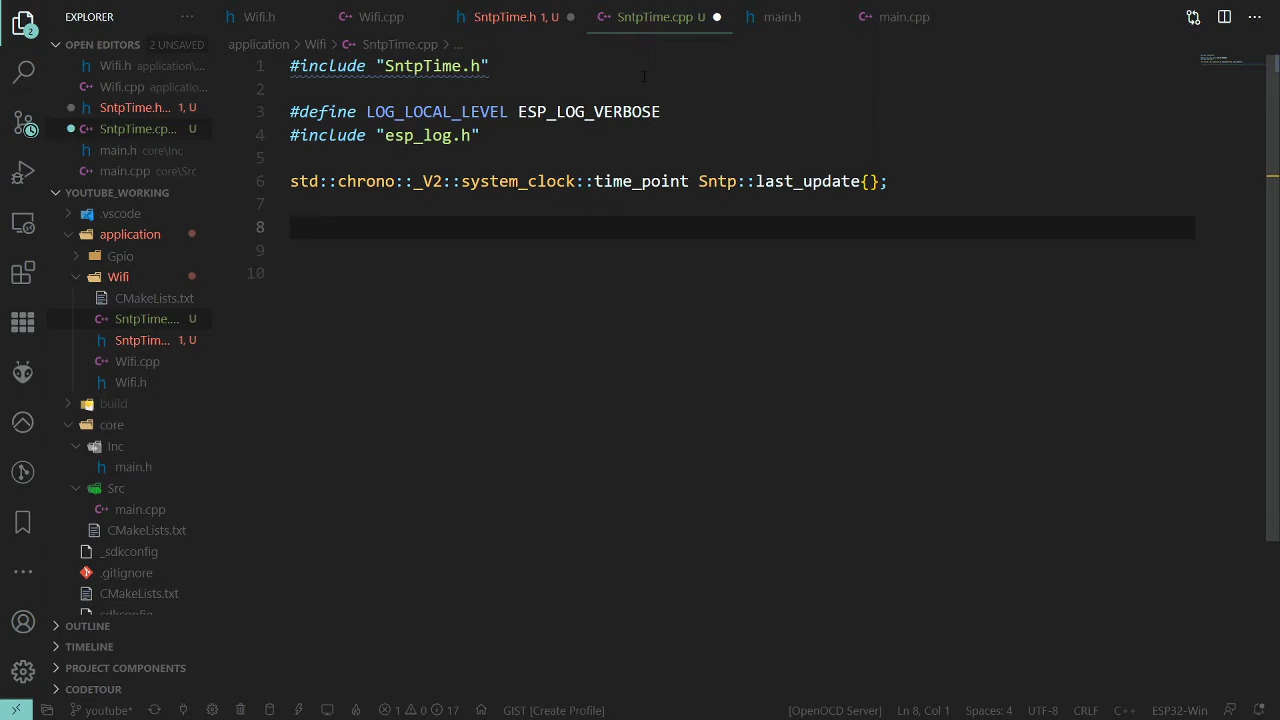 EXPLORER
OPEN EDITORS 2 UNSAVED
Wifi.h application\...
Wifi.cpp application\...
SntpTime.h... 1, U
SntpTime.cp... U
main.h core\Inc
main.cpp core\Src
YOUTUBE_WORKING
.vscode
application
Gpio
Wifi
CMakeLists.txt
SntpTime.... U
SntpTim... 1, U
Wifi.cpp
Wifi.h
build
core
Inc
main.h
Src
main.cpp
CMakeLists.txt
_sdkconfig
.gitignore
CMakeLists.txt
sdkconfig
OUTLINE
TIMELINE
PROJECT COMPONENTS
CODETOUR
Wifi.h Wifi.cpp SntpTime.h 1, U SntpTime.cpp U main.h main.cpp
application > Wifi > SntpTime.cpp > ...
1 #include "SntpTime.h"
2
3 #define LOG_LOCAL_LEVEL ESP_LOG_VERBOSE
4 #include "esp_log.h"
5
6 std::chrono::_V2::system_clock::time_point Sntp::last_update{};
7
8
9
10
youtube* 1 0 17 GIST [Create Profile] [OpenOCD Server] Ln 8, Col 1 Spaces: 4 UTF-8 CRLF C++ ESP32-Win